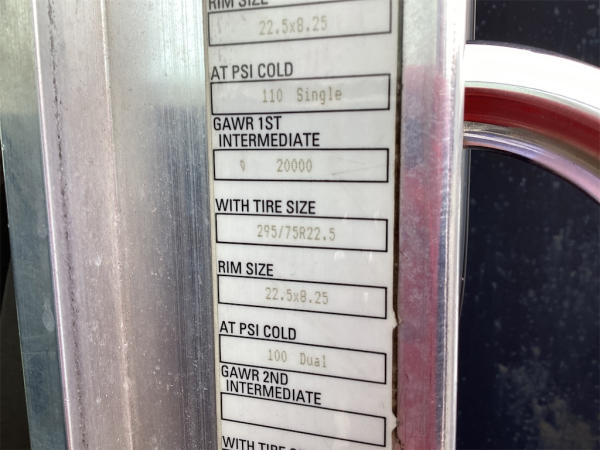 RIM SIZE
22.5x8.25
AT PSI COLD
110 Single
GAWR 1ST
INTERMEDIATE
20000
WITH TIRE SIZE
295/75R22.5
RIM SIZE
22.5x8.25
AT PSI COLD
100 Dual
GAWR 2ND
INTERMEDIATE
WITH TIRE SIZE